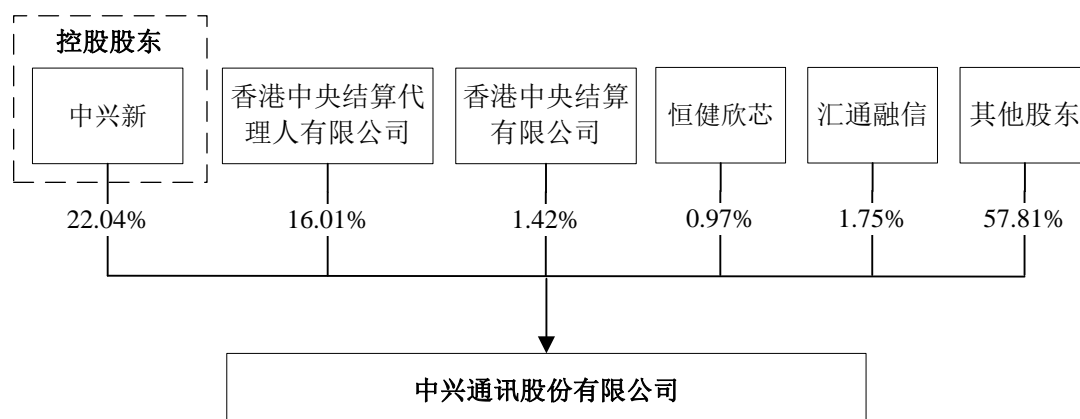 控股股东
中兴新
香港中央结算代
理人有限公司
香港中央结算
有限公司
恒健欣芯
汇通融信
其他股东
22.04%
16.01%
1.42%
0.97%
1.75%
57.81%
中兴通讯股份有限公司